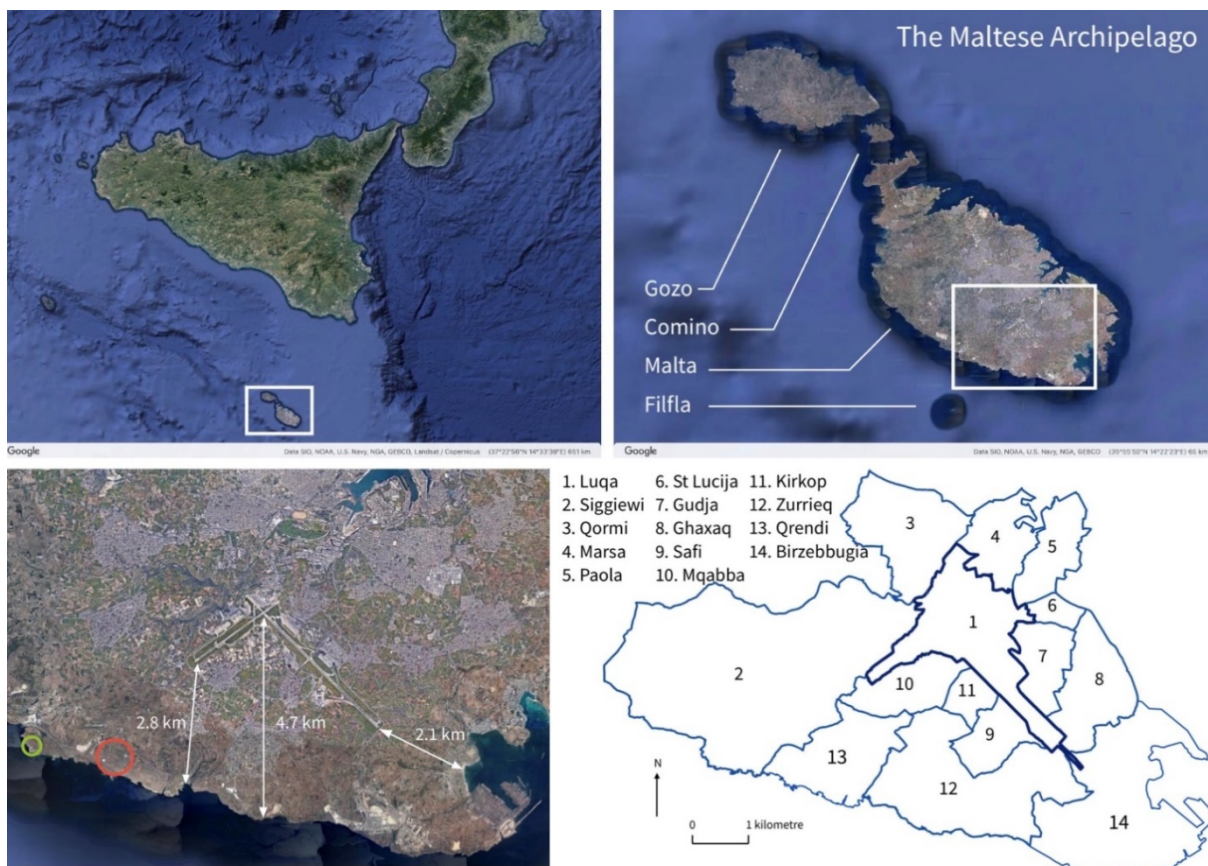 Google
Data SIO, NOAA, U.S. Navy, NGA, GEBCO, Landsat / Copernicus
The Maltese Archipelago
Gozo
Comino
Malta
Filfla
Google
Data SIO, NOAA, U.S. Navy, NGA, GEBCO
2.8 km
4.7 km
2.1 km
1. Luqa 6. St Lucija 11. Kirkop
2. Siggiewi 7. Gudja 12. Zurrieq
3. Qormi 8. Ghaxaq 13. Qrendi
4. Marsa 9. Safi 14. Birzebbugia
5. Paola 10. Mqabba
3
4
5
6
1
7
2
10
11
8
9
13
12
14
N
0 1 kilometre